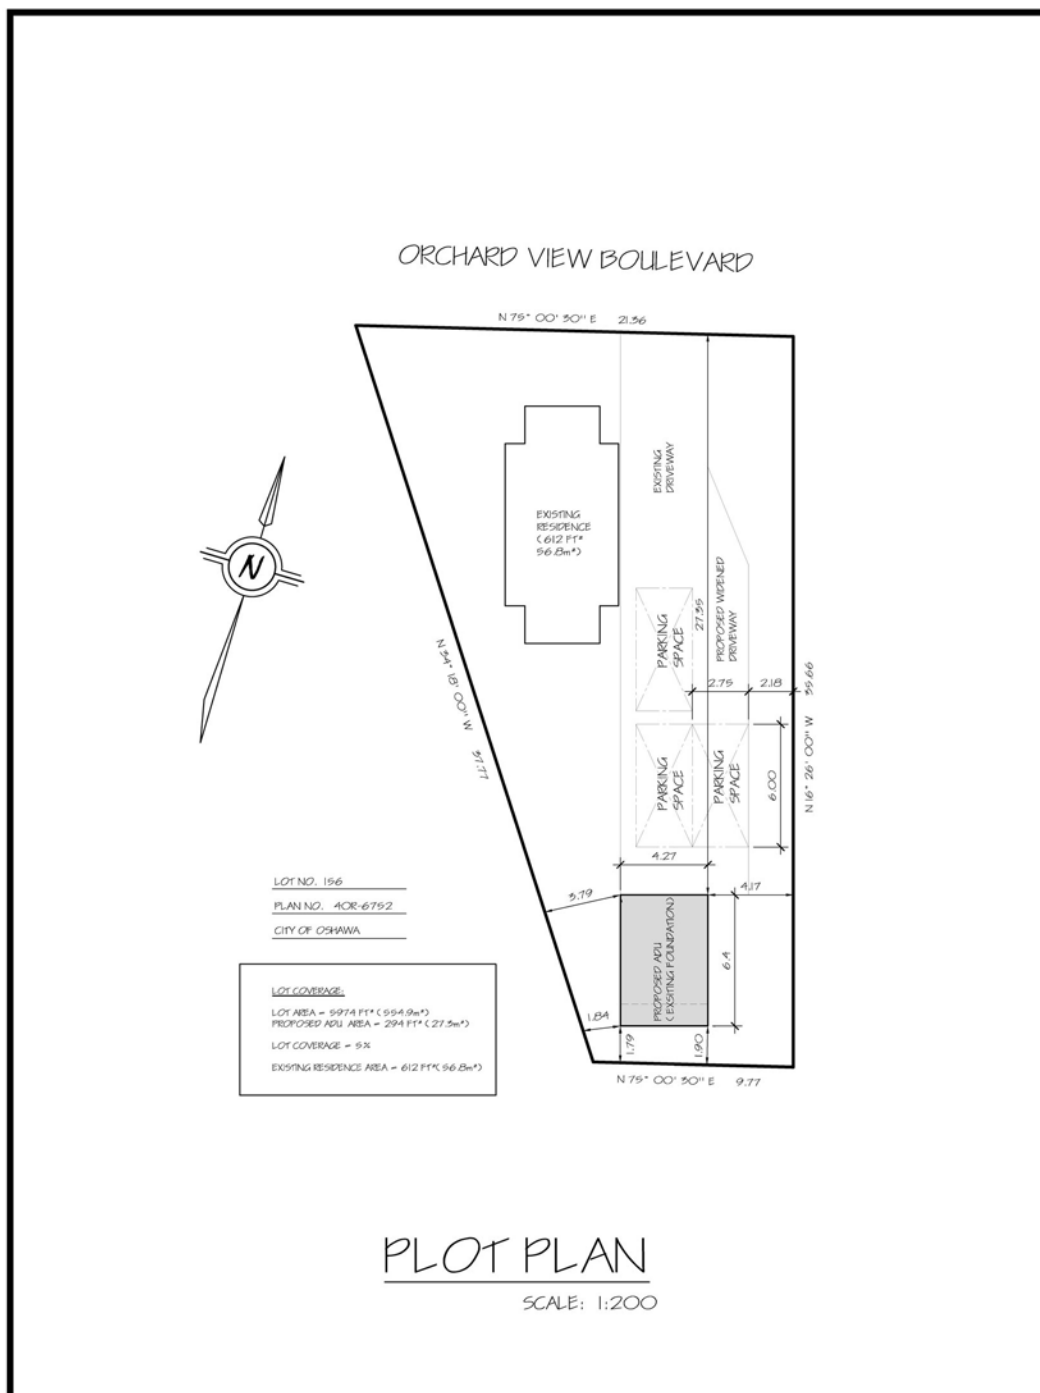 ORCHARD VIEW BOULEVARD
N 75° 00' 30" E 21.36
EXISTING
DRIVEWAY
EXISTING
RESIDENCE
(612 FT²
56.8m²)
N
PROPOSED WIDENED
DRIVEWAY
27.35
PARKING
SPACE
N 34° 18' 00" W 37.77
2.75
2.18
N 16° 26' 00" W 35.66
PARKING
SPACE
PARKING
SPACE
6.00
4.27
3.79
4.17
PROPOSED ADU
(EXSITING FOUNDATION)
6.4
1.84
1.79
1.90
N 75° 00' 30" E 9.77
LOT NO. 156
PLAN NO. 40R-6752
CITY OF OSHAWA
LOT COVERAGE:
LOT AREA = 5974 FT² (554.9m²)
PROPOSED ADU AREA = 294 FT² (27.3m²)
LOT COVERAGE = 5%
EXISTING RESIDENCE AREA = 612 FT²(56.8m²)
PLOT PLAN
SCALE: 1:200